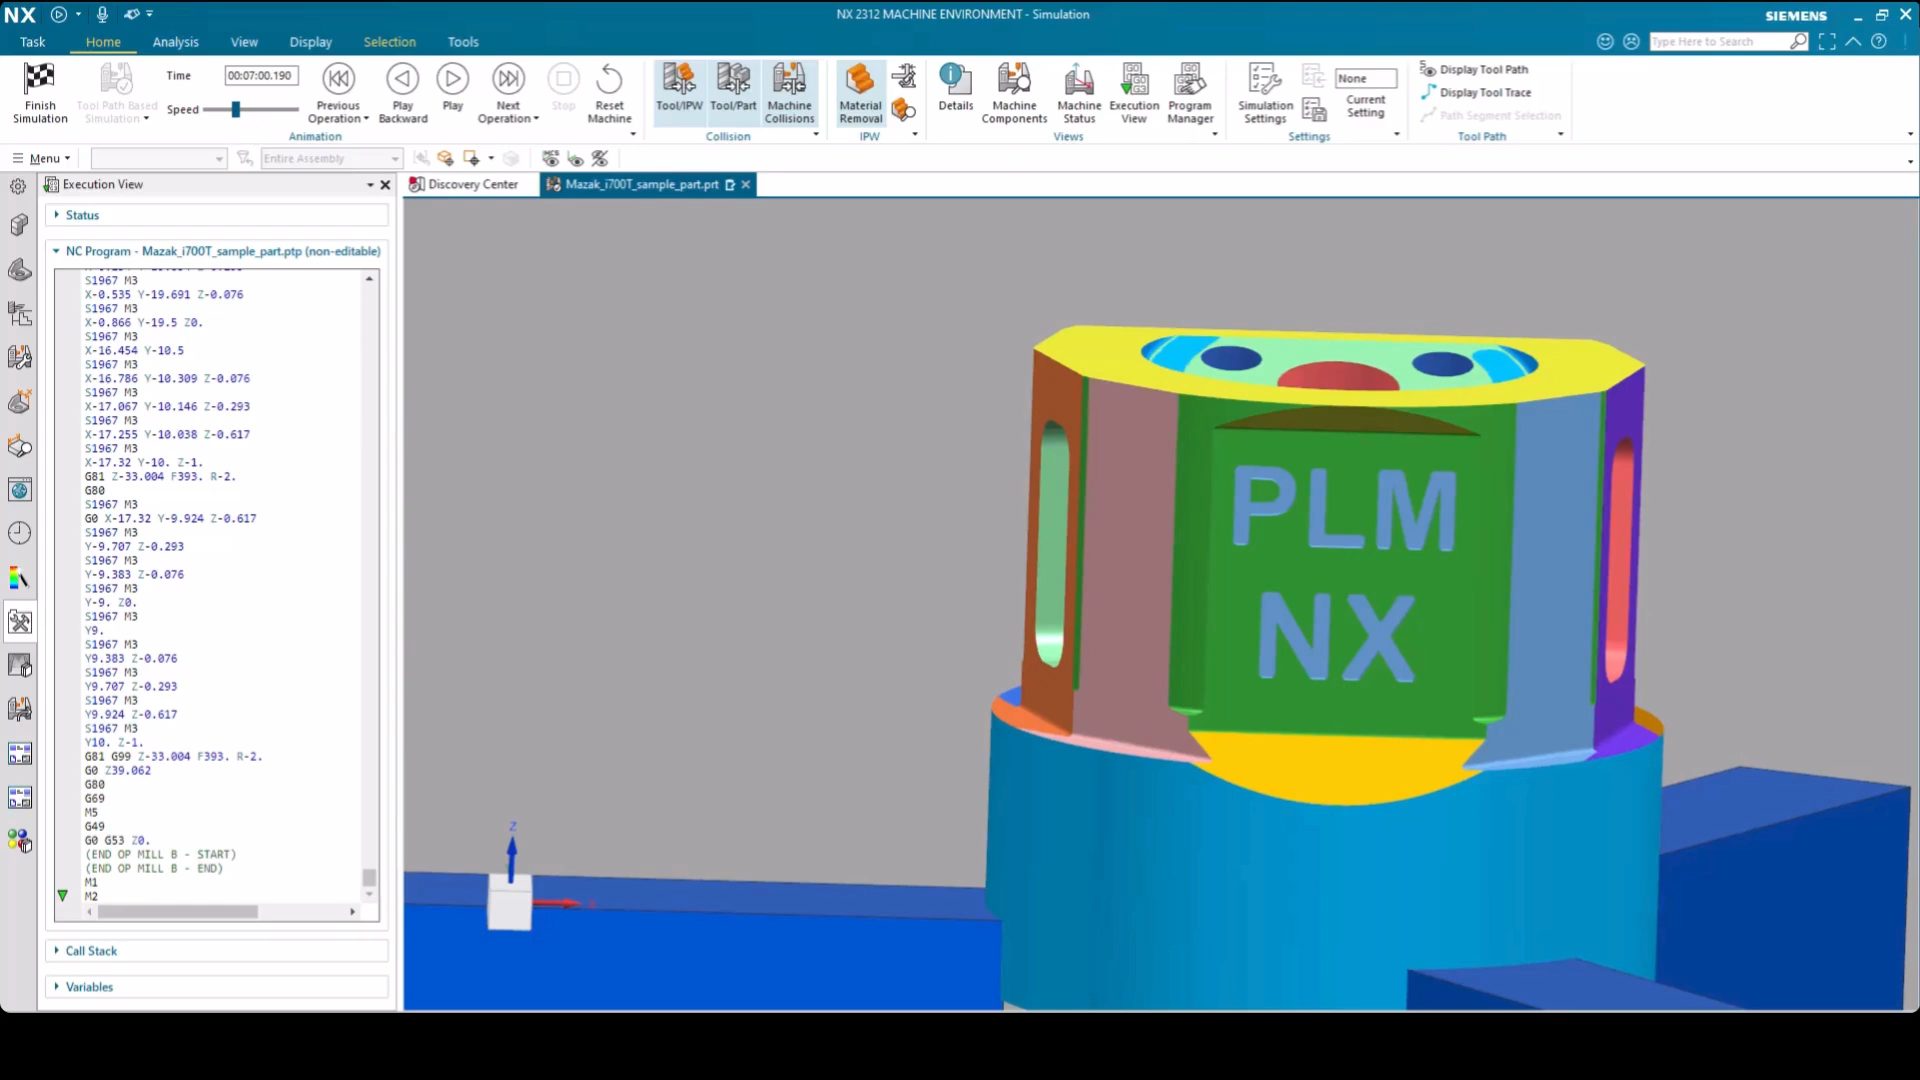 NX
NX 2312 MACHINE ENVIRONMENT - Simulation
SIEMENS
Task Home Analysis View Display Selection Tools
Type Here to Search
Finish Simulation
Tool Path Based Simulation
Time 00:07:00.190
Speed
Previous Operation
Play Backward
Play
Next Operation
Stop
Reset Machine
Animation
Tool/IPW
Tool/Part
Machine Collisions
Collision
Material Removal
IPW
Details
Machine Components
Machine Status
Execution View
Program Manager
Views
Simulation Settings
None
Current Setting
Settings
Display Tool Path
Display Tool Trace
Path Segment Selection
Tool Path
Menu
Entire Assembly
MCS
Execution View
Discovery Center
Mazak_i700T_sample_part.prt
Status
NC Program - Mazak_i700T_sample_part.ptp (non-editable)
S1967 M3
X-0.535 Y-19.691 Z-0.076
S1967 M3
X-0.866 Y-19.5 Z0.
S1967 M3
X-16.454 Y-10.5
S1967 M3
X-16.786 Y-10.309 Z-0.076
S1967 M3
X-17.067 Y-10.146 Z-0.293
S1967 M3
X-17.255 Y-10.038 Z-0.617
S1967 M3
X-17.32 Y-10. Z-1.
G81 Z-33.004 F393. R-2.
G80
S1967 M3
G0 X-17.32 Y-9.924 Z-0.617
S1967 M3
Y-9.707 Z-0.293
S1967 M3
Y-9.383 Z-0.076
S1967 M3
Y-9. Z0.
S1967 M3
Y9.
S1967 M3
Y9.383 Z-0.076
S1967 M3
Y9.707 Z-0.293
S1967 M3
Y9.924 Z-0.617
S1967 M3
Y10. Z-1.
G81 G99 Z-33.004 F393. R-2.
G0 Z39.062
G80
G69
M5
G49
G0 G53 Z0.
(END OP MILL B - START)
(END OP MILL B - END)
M1
M2
Call Stack
Variables
PLM
NX
Z